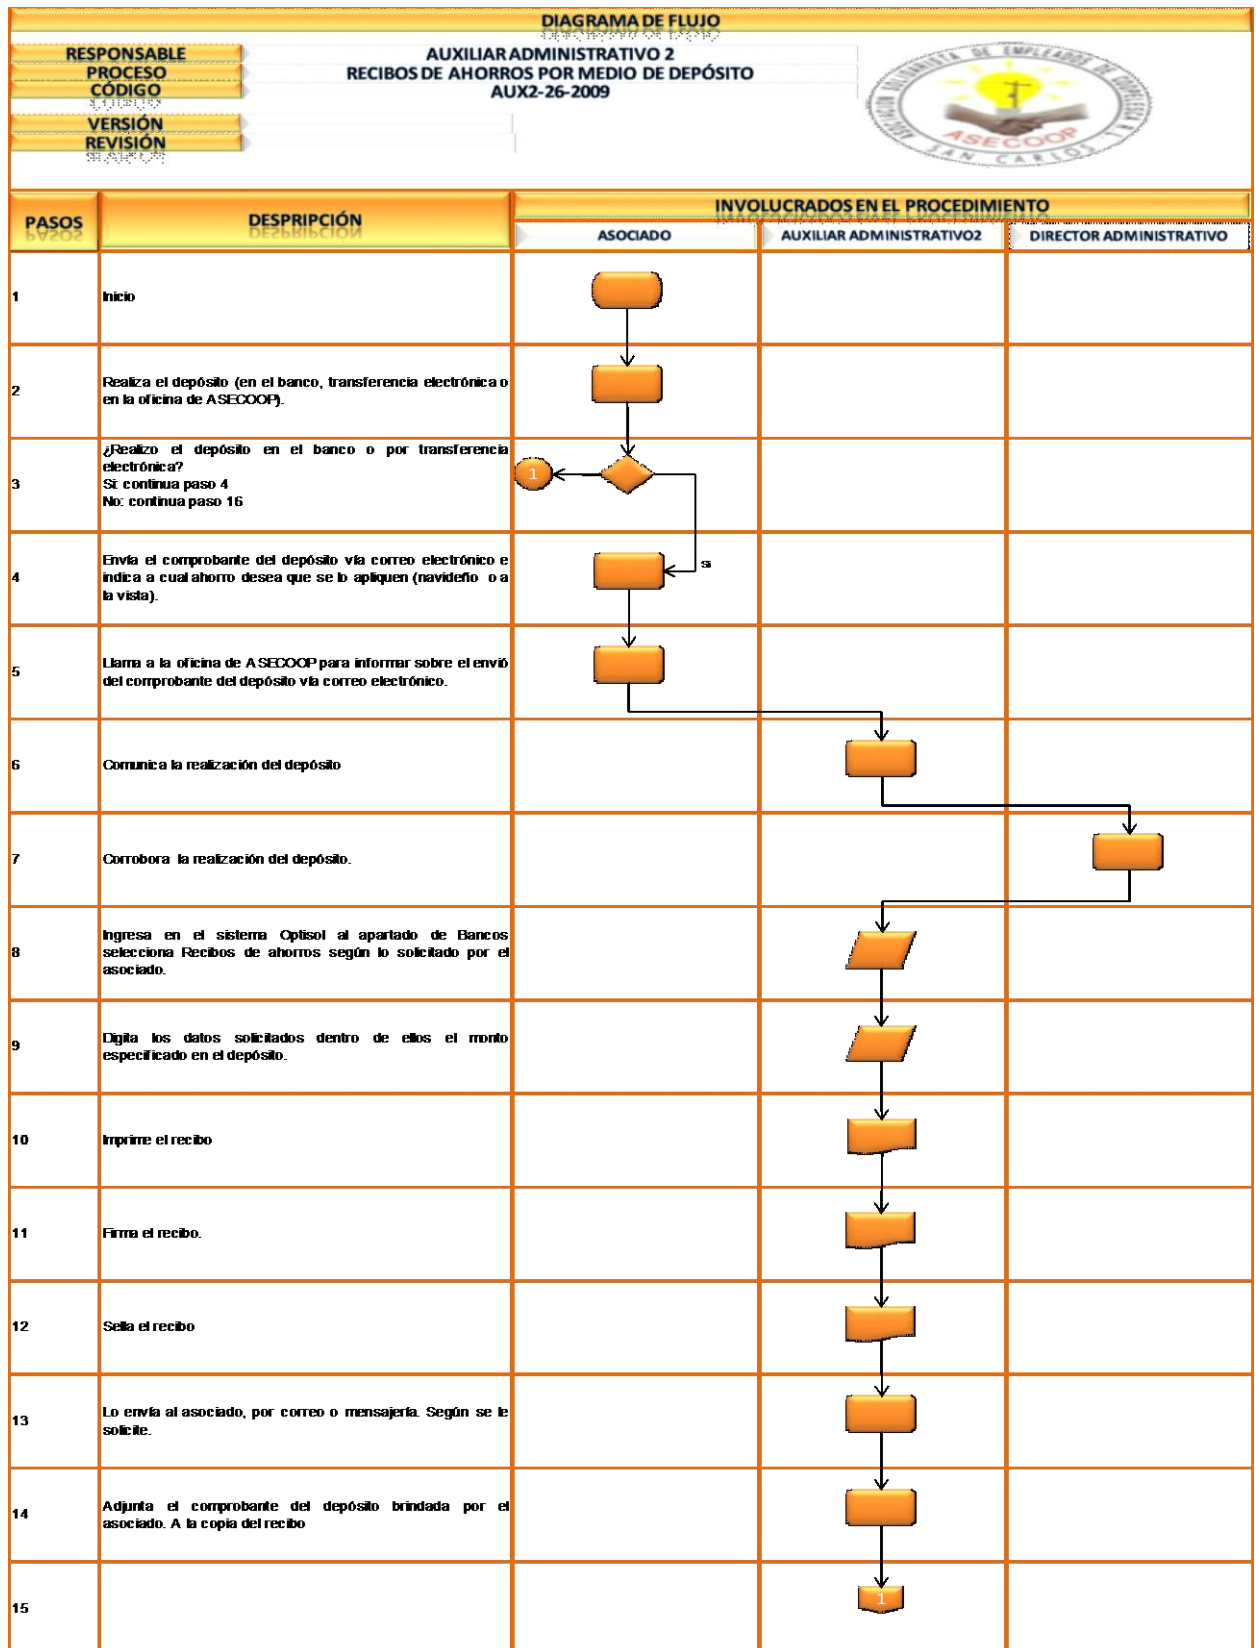 DIAGRAMA DE FLUJO
RESPONSABLE
AUXILIAR ADMINISTRATIVO 2
PROCESO
RECIBOS DE AHORROS POR MEDIO DE DEPÓSITO
CÓDIGO
AUX2-26-2009
VERSIÓN
REVISIÓN
ASOCIACIÓN SOLIDARISTA DE EMPLEADOS DE COOPELESCA R.L.
ASECOOP
SAN CARLOS
PASOS
DESPRIPCIÓN
INVOLUCRADOS EN EL PROCEDIMIENTO
ASOCIADO
AUXILIAR ADMINISTRATIVO2
DIRECTOR ADMINISTRATIVO
1
Inicio
2
Realiza el depósito (en el banco, transferencia electrónica o
en la oficina de ASECOOP).
3
¿Realizo el depósito en el banco o por transferencia
electrónica?
Si: continua paso 4
No: continua paso 16
1
4
Envía el comprobante del depósito vía correo electrónico e
indica a cual ahorro desea que se lo apliquen (navideño o a
la vista).
Si
5
Llama a la oficina de ASECOOP para informar sobre el envió
del comprobante del depósito vía correo electrónico.
6
Comunica la realización del depósito
7
Corrobora la realización del depósito.
8
Ingresa en el sistema Optisol al apartado de Bancos
selecciona Recibos de ahorros según lo solicitado por el
asociado.
9
Digita los datos solicitados dentro de ellos el monto
especificado en el depósito.
10
Imprime el recibo
11
Firma el recibo.
12
Sella el recibo
13
Lo envía al asociado, por correo o mensajería. Según se le
solicite.
14
Adjunta el comprobante del depósito brindada por el
asociado. A la copia del recibo
15
1